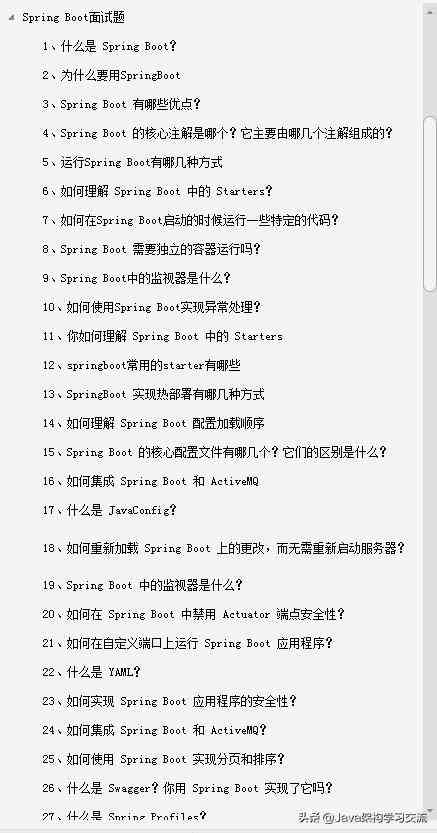 Spring Boot面试题
1、什么是 Spring Boot?
2、为什么要用SpringBoot
3、Spring Boot 有哪些优点?
4、Spring Boot 的核心注解是哪个？它主要由哪几个注解组成的?
5、运行Spring Boot有哪几种方式
6、如何理解 Spring Boot 中的 Starters?
7、如何在Spring Boot启动的时候运行一些特定的代码?
8、Spring Boot 需要独立的容器运行吗?
9、Spring Boot中的监视器是什么?
10、如何使用Spring Boot实现异常处理?
11、你如何理解 Spring Boot 中的 Starters
12、springboot常用的starter有哪些
13、SpringBoot 实现热部署有哪几种方式
14、如何理解 Spring Boot 配置加载顺序
15、Spring Boot 的核心配置文件有哪几个？它们的区别是什么?
16、如何集成 Spring Boot 和 ActiveMQ
17、什么是 JavaConfig?
18、如何重新加载 Spring Boot 上的更改，而无需重新启动服务器?
19、Spring Boot 中的监视器是什么?
20、如何在 Spring Boot 中禁用 Actuator 端点安全性?
21、如何在自定义端口上运行 Spring Boot 应用程序?
22、什么是 YAML?
23、如何实现 Spring Boot 应用程序的安全性?
24、如何集成 Spring Boot 和 ActiveMQ?
25、如何使用 Spring Boot 实现分页和排序?
26、什么是 Swagger？你用 Spring Boot 实现了它吗?
27、什么是 Spring Profiles?
头条 @Java架构学习交流